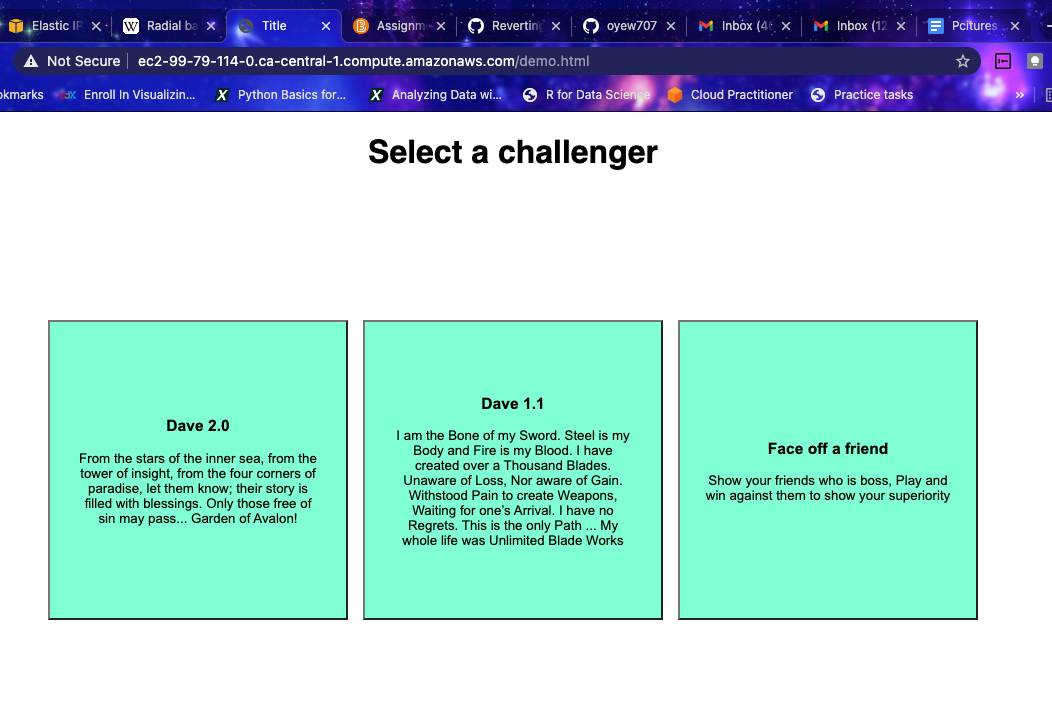 Elastic IP
Radial ba
Title
Assignm
Reverting
oyew707
Inbox (4
Inbox (12
Pcitures
Not Secure
ec2-99-79-114-0.ca-central-1.compute.amazonaws.com/demo.html
okmarks
Enroll In Visualizin...
Python Basics for...
Analyzing Data wi...
R for Data Science
Cloud Practitioner
Practice tasks
»
Select a challenger
Dave 2.0
From the stars of the inner sea, from the
tower of insight, from the four corners of
paradise, let them know; their story is
filled with blessings. Only those free of
sin may pass... Garden of Avalon!
Dave 1.1
I am the Bone of my Sword. Steel is my
Body and Fire is my Blood. I have
created over a Thousand Blades.
Unaware of Loss, Nor aware of Gain.
Withstood Pain to create Weapons,
Waiting for one's Arrival. I have no
Regrets. This is the only Path ... My
whole life was Unlimited Blade Works
Face off a friend
Show your friends who is boss, Play and
win against them to show your superiority